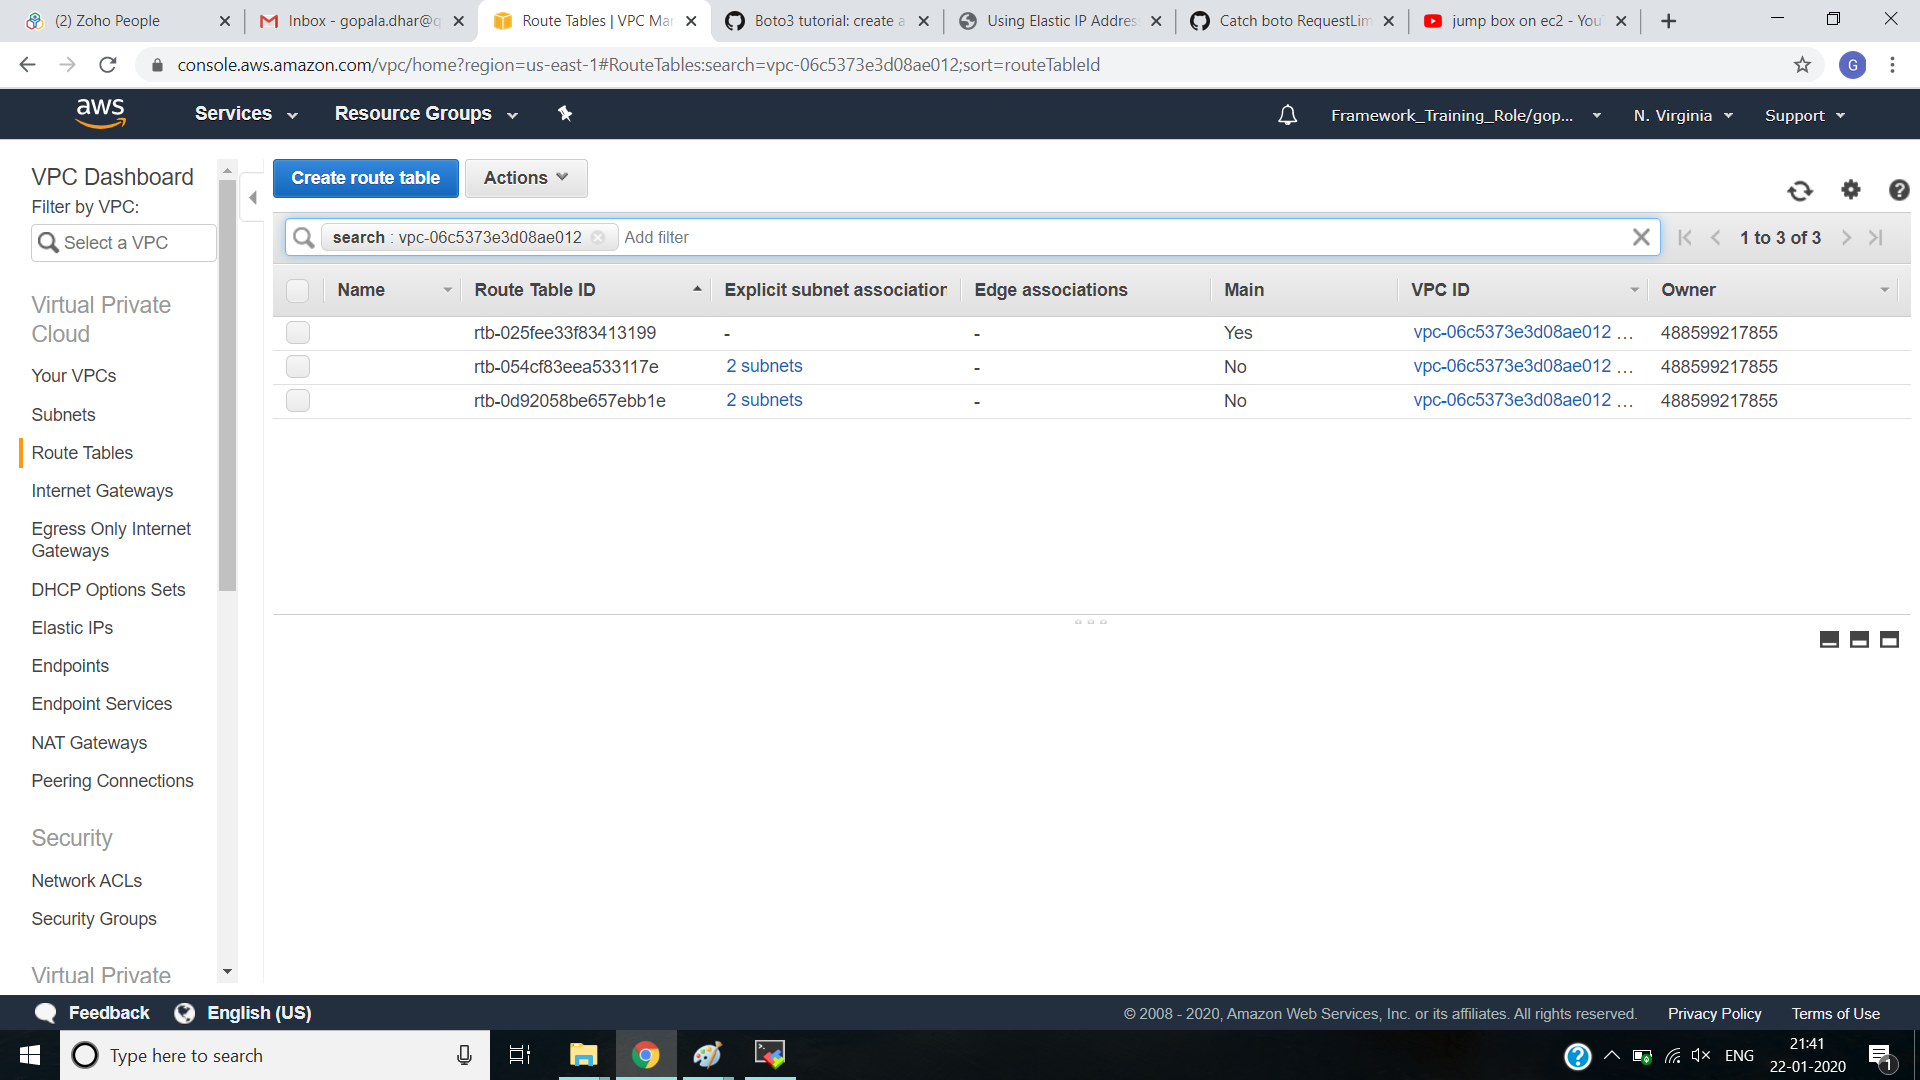 (2) Zoho People
Inbox - gopala.dhar@q
Route Tables | VPC Mar
Boto3 tutorial: create a
Using Elastic IP Addres
Catch boto RequestLim
jump box on ec2 - You
console.aws.amazon.com/vpc/home?region=us-east-1#RouteTables:search=vpc-06c5373e3d08ae012;sort=routeTableId
G
aws
Services
Resource Groups
Framework_Training_Role/gop...
N. Virginia
Support
VPC Dashboard
Filter by VPC:
Select a VPC
Virtual Private
Cloud
Your VPCs
Subnets
Route Tables
Internet Gateways
Egress Only Internet
Gateways
DHCP Options Sets
Elastic IPs
Endpoints
Endpoint Services
NAT Gateways
Peering Connections
Security
Network ACLs
Security Groups
Virtual Private
Create route table
Actions
search : vpc-06c5373e3d08ae012
Add filter
1 to 3 of 3
Name Route Table ID Explicit subnet association Edge associations Main VPC ID Owner
rtb-025fee33f83413199 - - Yes vpc-06c5373e3d08ae012 ... 488599217855
rtb-054cf83eea533117e 2 subnets - No vpc-06c5373e3d08ae012 ... 488599217855
rtb-0d92058be657ebb1e 2 subnets - No vpc-06c5373e3d08ae012 ... 488599217855
Feedback
English (US)
© 2008 - 2020, Amazon Web Services, Inc. or its affiliates. All rights reserved.
Privacy Policy
Terms of Use
Type here to search
ENG
21:41
22-01-2020
1